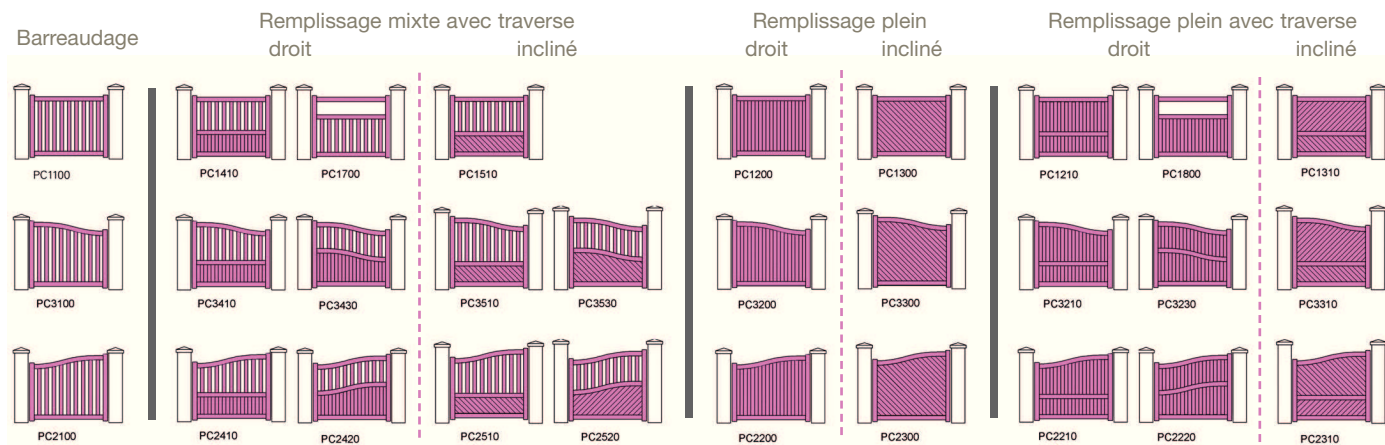 Barreaudage
Remplissage mixte avec traverse
droit
incliné
Remplissage plein
droit
incliné
Remplissage plein avec traverse
droit
incliné
PC1100
PC1410
PC1700
PC1510
PC1200
PC1300
PC1210
PC1800
PC1310
PC3100
PC3410
PC3430
PC3510
PC3530
PC3200
PC3300
PC3210
PC3230
PC3310
PC2100
PC2410
PC2420
PC2510
PC2520
PC2200
PC2300
PC2210
PC2220
PC2310